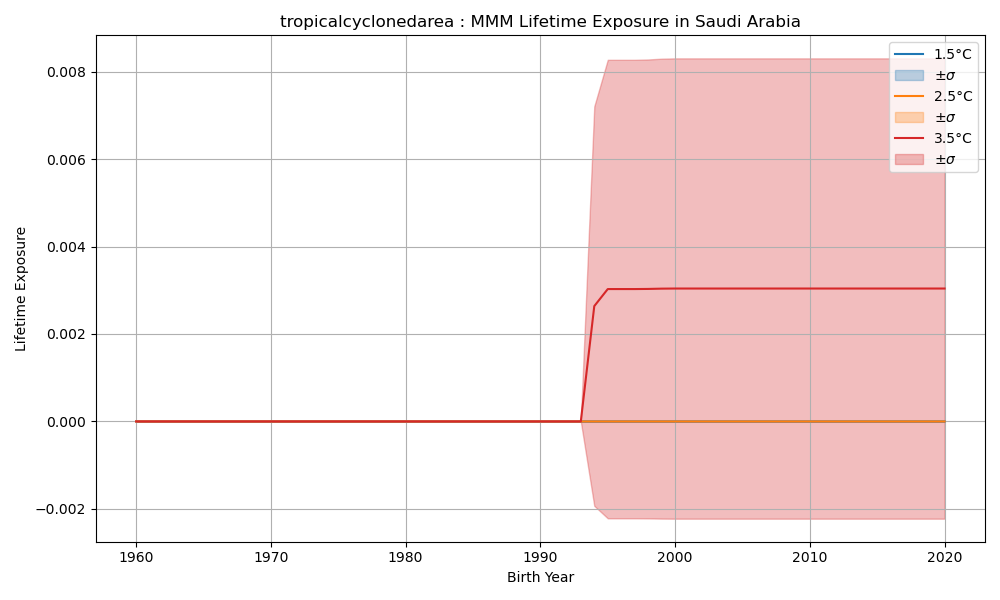 tropicalcyclonedarea : MMM Lifetime Exposure in Saudi Arabia
1.5°C
±σ
2.5°C
±σ
3.5°C
±σ
0.008
0.006
0.004
0.002
0.000
−0.002
Lifetime Exposure
1960 1970 1980 1990 2000 2010 2020
Birth Year